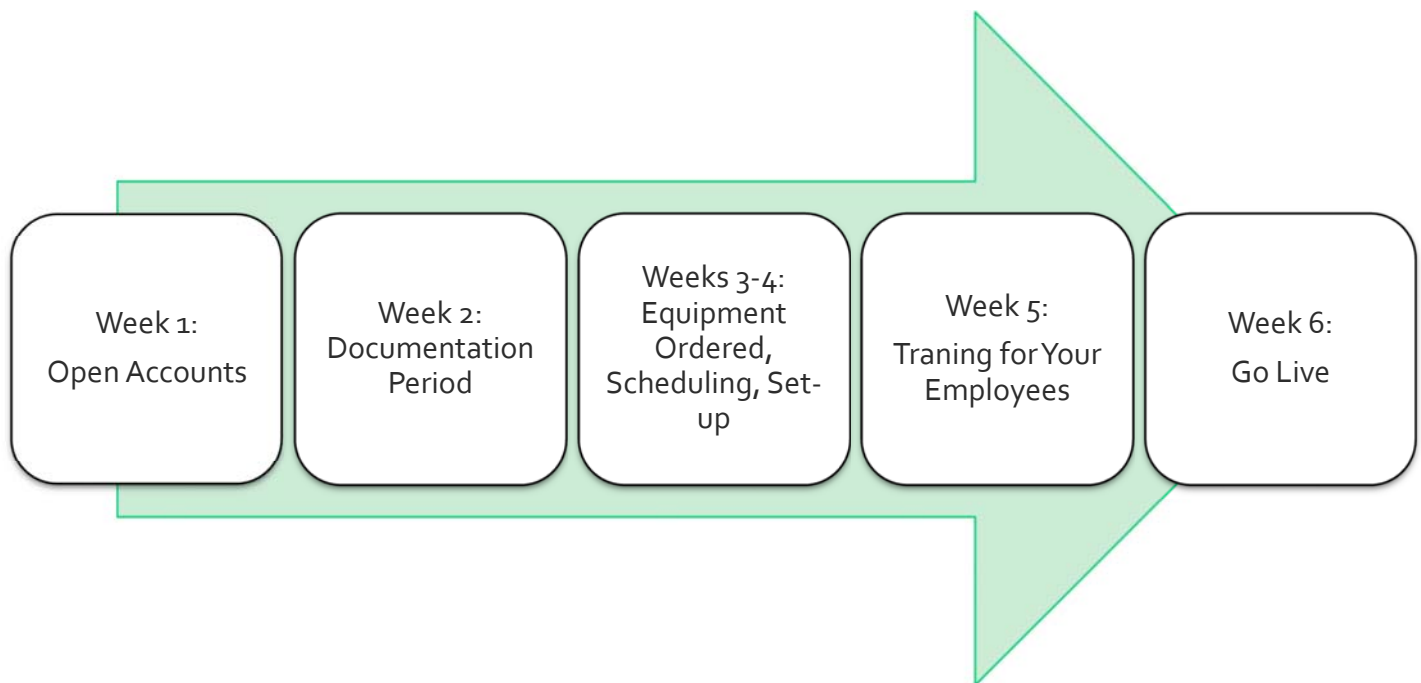 Week 1:
Open Accounts
Week 2:
Documentation
Period
Weeks 3-4:
Equipment
Ordered,
Scheduling, Set-
up
Week 5:
Traning for Your
Employees
Week 6:
Go Live